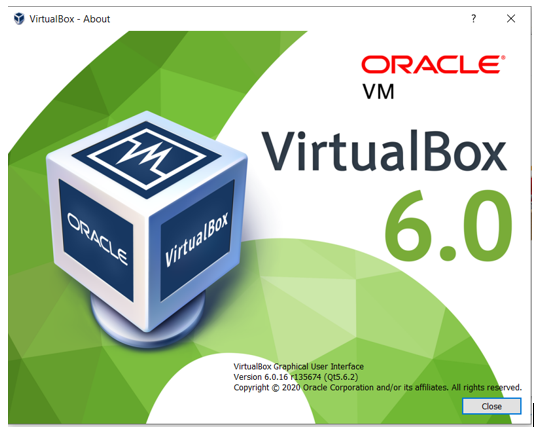 VirtualBox - About
ORACLE®
VM
VirtualBox
6.0
VM
ORACLE
VirtualBox
VirtualBox Graphical User Interface
Version 6.0.16 r135674 (Qt5.6.2)
Copyright © 2020 Oracle Corporation and/or its affiliates. All rights reserved.
Close